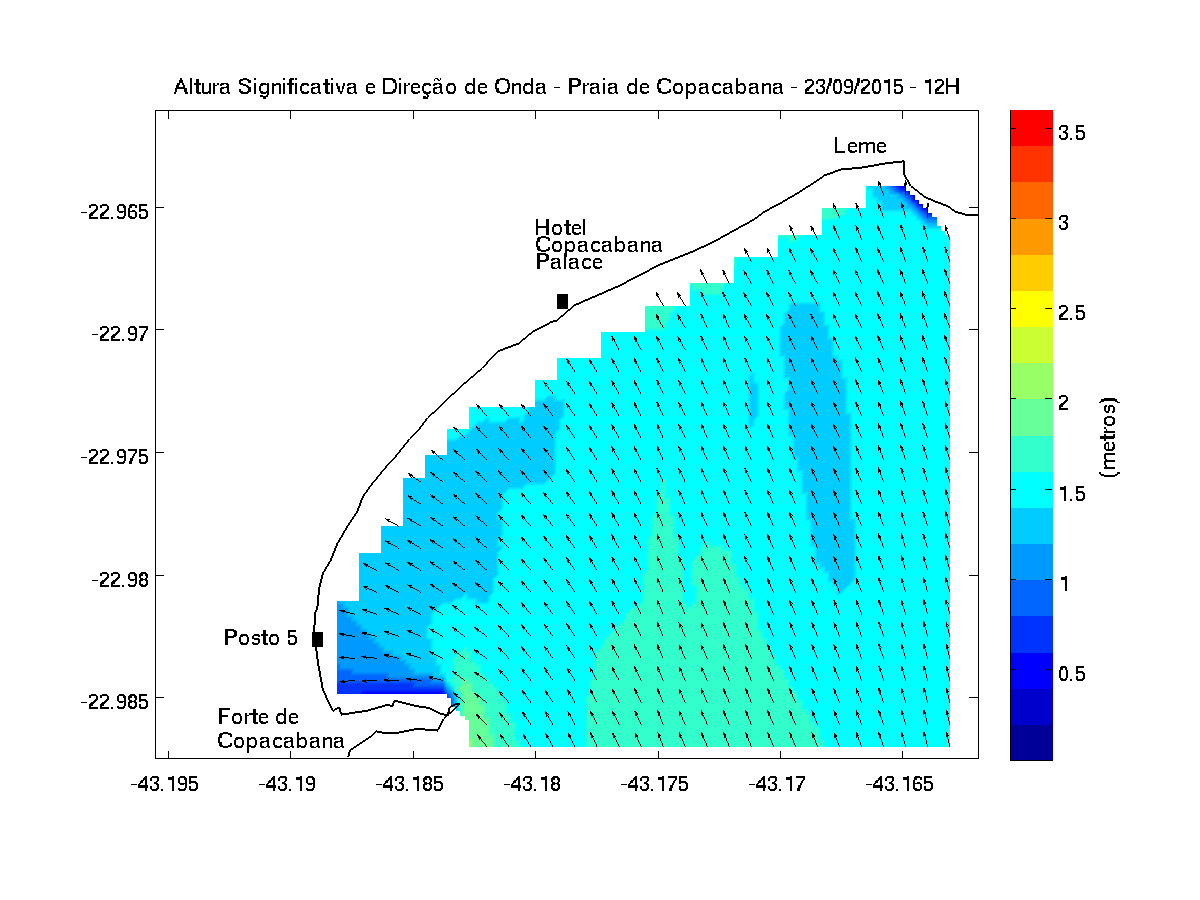 Altura Significativa e Direção de Onda - Praia de Copacabana - 23/09/2015 - 12H
Leme
Hotel
Copacabana
Palace
Posto 5
Forte de
Copacabana
-22.965
-22.97
-22.975
-22.98
-22.985
-43.195
-43.19
-43.185
-43.18
-43.175
-43.17
-43.165
3.5
3
2.5
2
1.5
1
0.5
(metros)